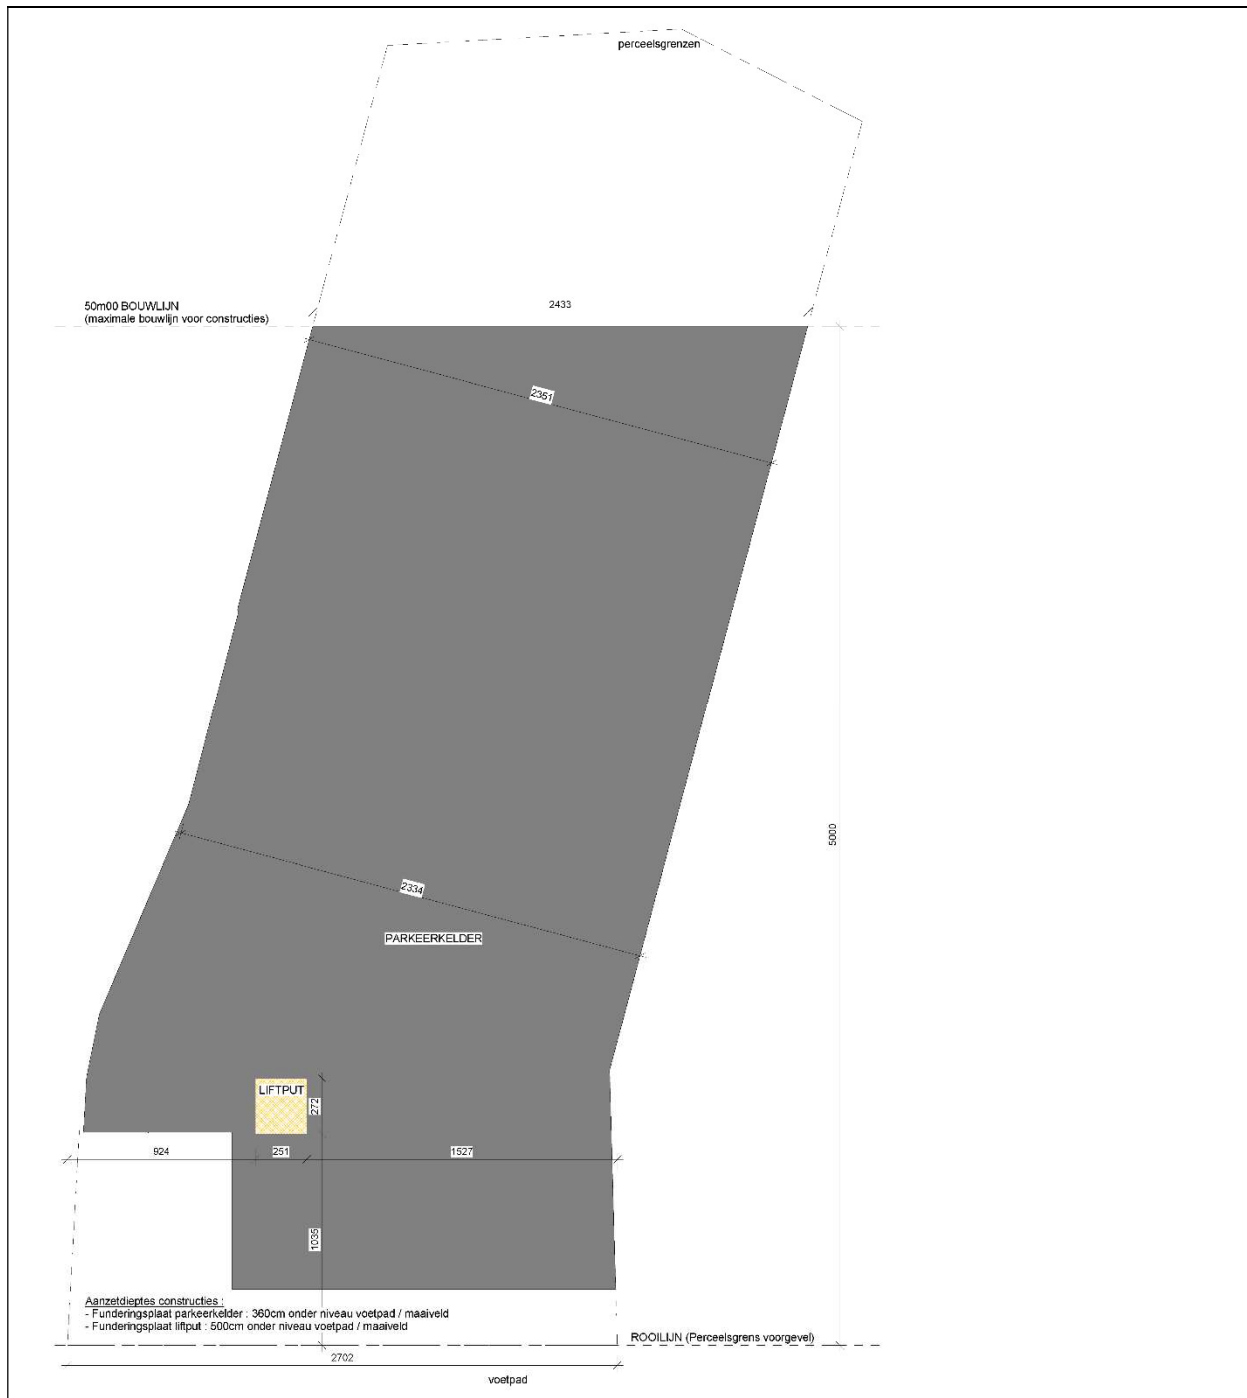 perceelsgrenzen
50m00 BOUWLIJN
(maximale bouwlijn voor constructies)
2433
2351
5000
2334
PARKEERKELDER
LIFTPUT
272
924
251
1527
1035
Aanzetdieptes constructies :
- Funderingsplaat parkeerkelder : 360cm onder niveau voetpad / maaiveld
- Funderingsplaat liftput : 500cm onder niveau voetpad / maaiveld
ROOILIJN (Perceelsgrens voorgevel)
2702
voetpad